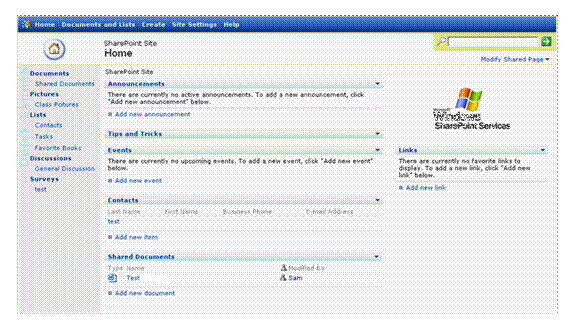 Home Documents and Lists Create Site Settings Help
SharePoint Site
Home
Modify Shared Page
Documents
Shared Documents
Pictures
Class Potures
Lists
Contacts
Tasks
Favorite Books
Discussions
General Discussion
Surveys
test
SharePoint Site
Announcements
There are currently no active announcements. To add a new announcement, click
"Add new announcement" below.
Add new announcement
Tips and Tricks
Events
There are currently no upcoming events. To add a new event, click "Add new event"
below.
Add new event
Contacts
Last Name First Name Business Phone E-mail Address
test
Add new item
Shared Documents
Type Name Modified By
Test Sam
Add new document
Microsoft
Windows
SharePoint Services
Links
There are currently no favorite links to
display. To add a new link, click "Add new
link" below.
Add new link